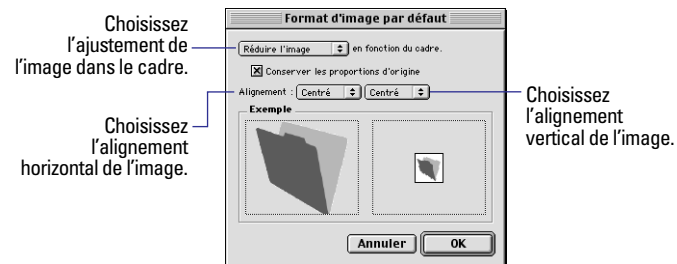 Choisissez
l'ajustement de
l'image dans le cadre.
Choisissez
l'alignement
horizontal de l'image.
Format d'image par défaut
Réduire l'image en fonction du cadre.
Conserver les proportions d'origine
Alignement : Centré Centré
Exemple
Annuler OK
Choisissez
l'alignement
vertical de l'image.